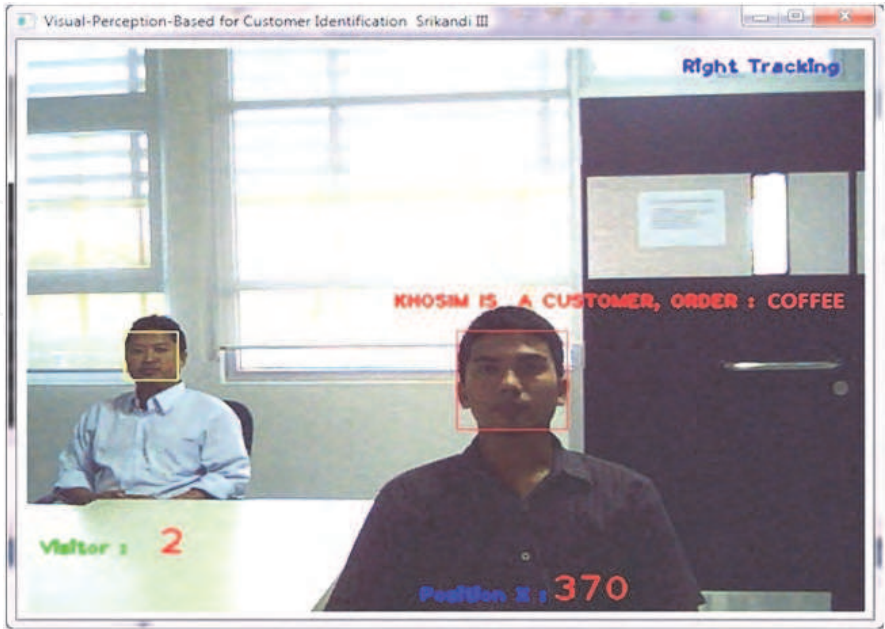 Visual-Perception-Based for Customer Identification Srikandi III
Right Tracking
KHOSIM IS A CUSTOMER, ORDER : COFFEE
Visitor : 2
Position X : 370